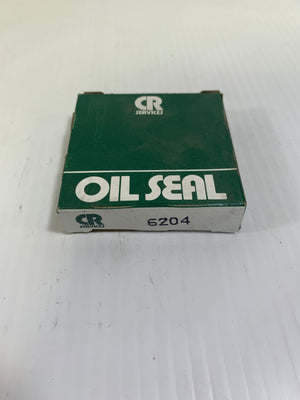 CR
SERVICES
OIL SEAL
CR
SERVICES
6204